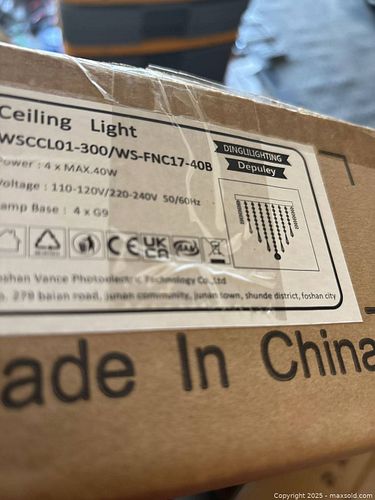 Ceiling Light
WSCCL01-300/WS-FNC17-40B
Power : 4 x MAX.40W
Voltage : 110-120V/220-240V 50/60Hz
Lamp Base : 4 x G9
DINGLILIGHTING
Depuley
CE UK CA
oshan Vance Photoelectric Technology Co.,Ltd
o. 279 baian road, junan community, junan town, shunde district, foshan.city
ade In China
Copyright © 2025 - maxsold.com